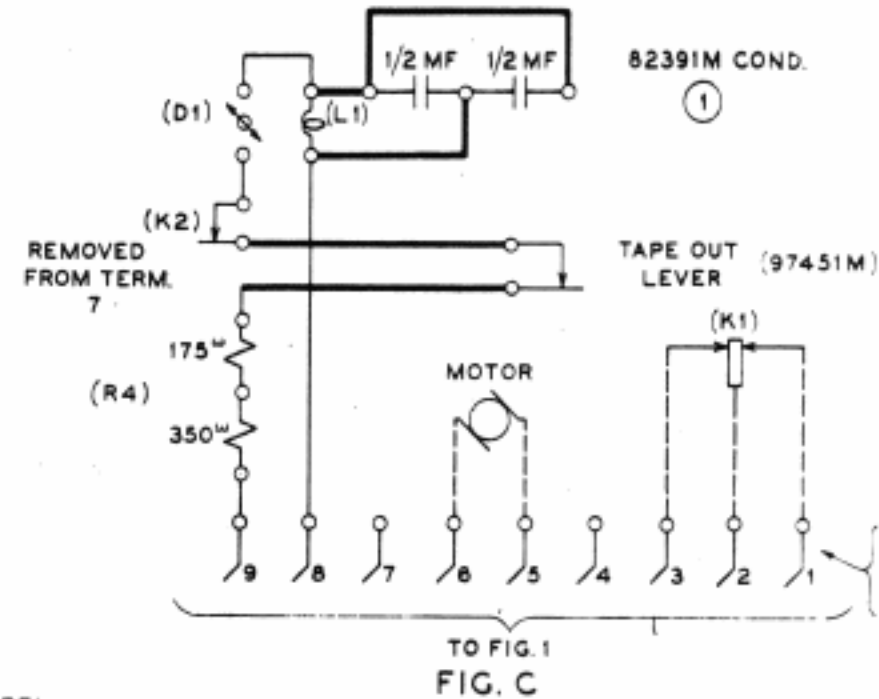 1/2 MF 1/2 MF
82391M COND.
1
(D1)
(L1)
(K2)
REMOVED
FROM TERM.
7
TAPE OUT
LEVER
(97451M)
(K1)
175ω
(R4)
350ω
MOTOR
9 8 7 6 5 4 3 2 1
TO FIG. 1
FIG. C